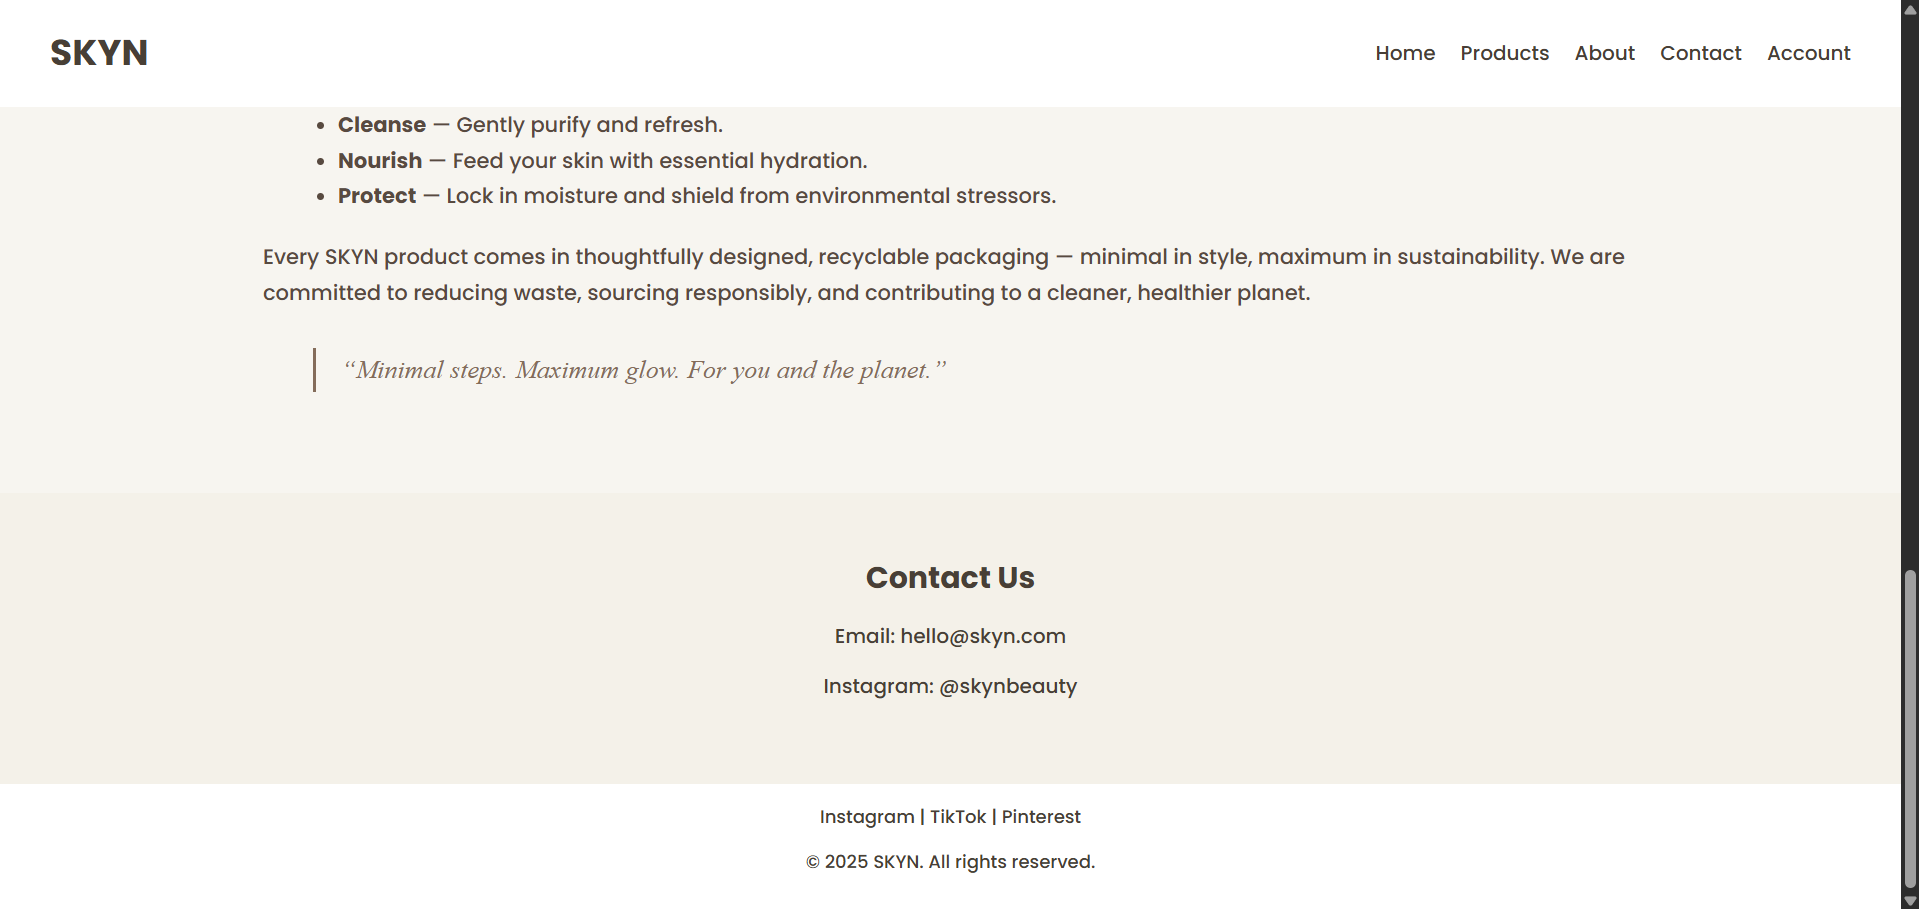 SKYN
Home Products About Contact Account
• Cleanse — Gently purify and refresh.
• Nourish — Feed your skin with essential hydration.
• Protect — Lock in moisture and shield from environmental stressors.
Every SKYN product comes in thoughtfully designed, recyclable packaging — minimal in style, maximum in sustainability. We are
committed to reducing waste, sourcing responsibly, and contributing to a cleaner, healthier planet.
“Minimal steps. Maximum glow. For you and the planet.”
Contact Us
Email: hello@skyn.com
Instagram: @skynbeauty
Instagram | TikTok | Pinterest
© 2025 SKYN. All rights reserved.